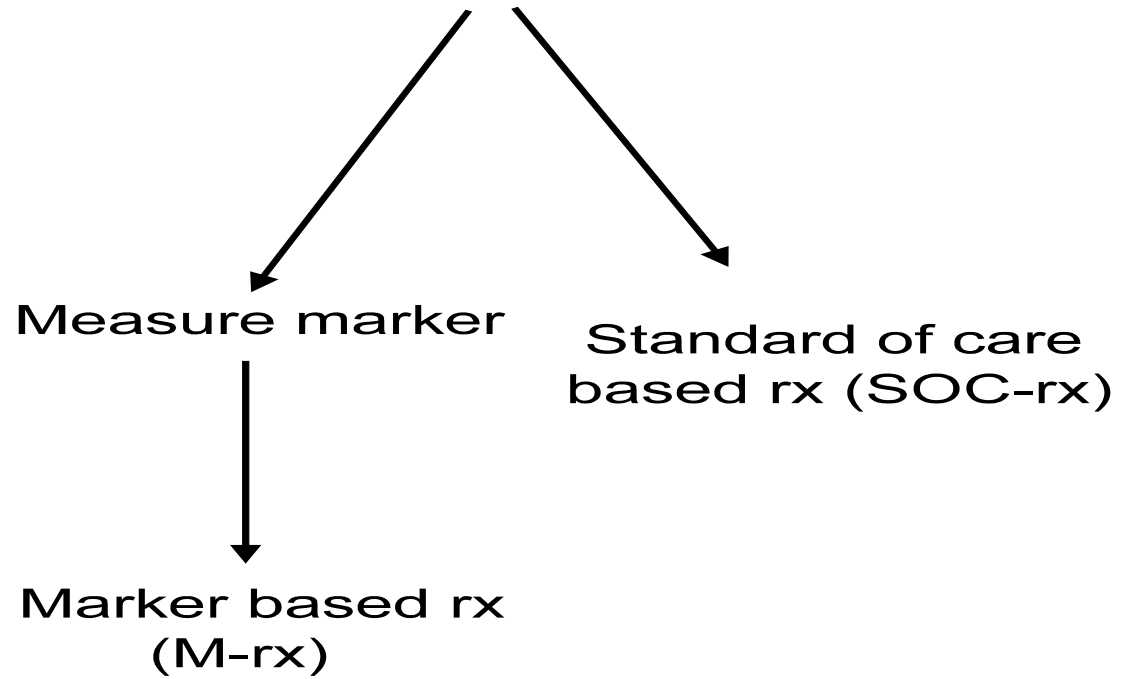 Measure marker
Standard of care
based rx (SOC-rx)
Marker based rx
(M-rx)